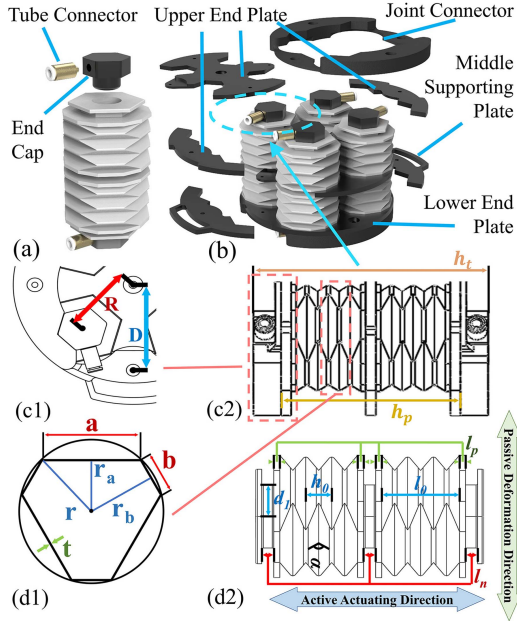 Tube Connector
Upper End Plate
Joint Connector
Middle
Supporting
Plate
End
Cap
Lower End
Plate
(a)
(b)
h_t
R
D
(c1)
(c2)
h_p
a
b
r_a
r
r_b
t
(d1)
l_p
h_0
l_0
d_1
α
l_n
(d2)
Active Actuating Direction
Passive Deformation Direction